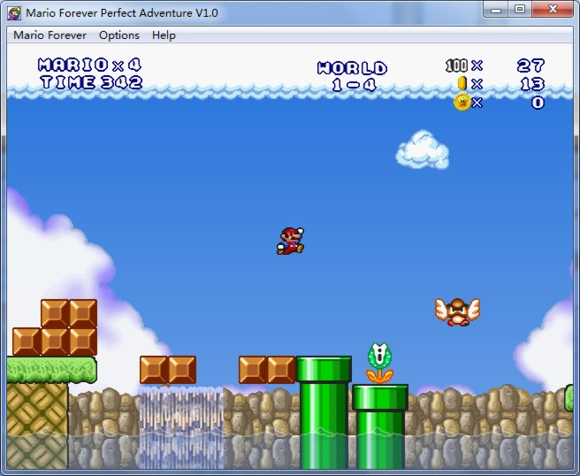 Mario Forever Perfect Adventure V1.0
Mario Forever Options Help
MARIO × 4 WORLD 100 × 27
TIME 342 1-4 × 13
× 0